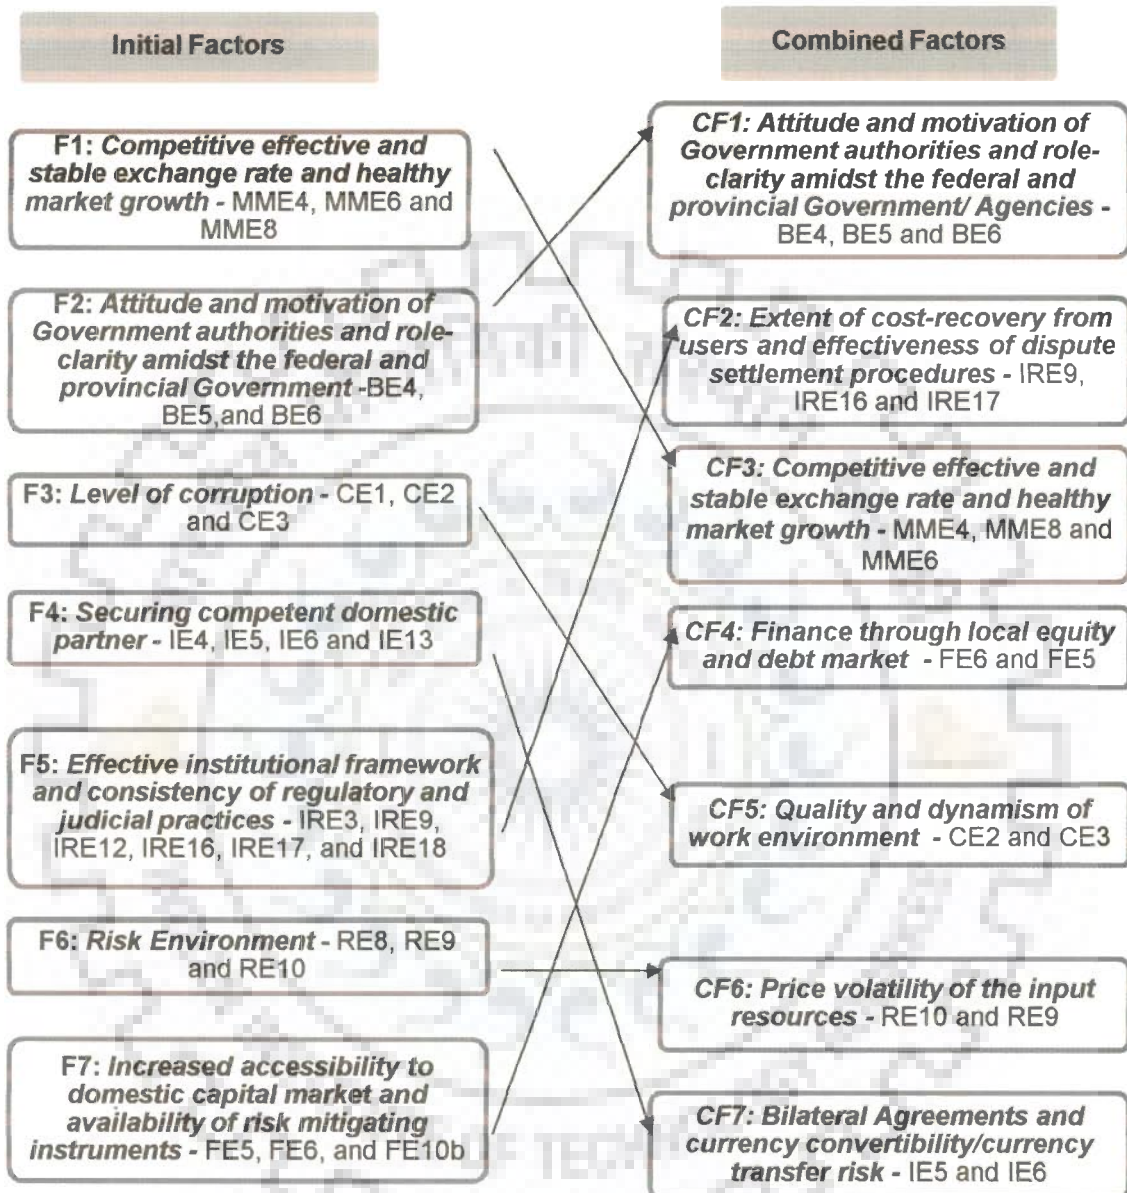 Initial Factors
F1: Competitive effective and
stable exchange rate and healthy
market growth - MME4, MME6 and
MME8
F2: Attitude and motivation of
Government authorities and role-
clarity amidst the federal and
provincial Government -BE4,
BE5,and BE6
F3: Level of corruption - CE1, CE2
and CE3
F4: Securing competent domestic
partner - IE4, IE5, IE6 and IE13
F5: Effective institutional framework
and consistency of regulatory and
judicial practices - IRE3, IRE9,
IRE12, IRE16, IRE17, and IRE18
F6: Risk Environment - RE8, RE9
and RE10
F7: Increased accessibility to
domestic capital market and
availability of risk mitigating
instruments - FE5, FE6, and FE10b
Combined Factors
CF1: Attitude and motivation of
Government authorities and role-
clarity amidst the federal and
provincial Government/ Agencies -
BE4, BE5 and BE6
CF2: Extent of cost-recovery from
users and effectiveness of dispute
settlement procedures - IRE9,
IRE16 and IRE17
CF3: Competitive effective and
stable exchange rate and healthy
market growth - MME4, MME8 and
MME6
CF4: Finance through local equity
and debt market - FE6 and FE5
CF5: Quality and dynamism of
work environment - CE2 and CE3
CF6: Price volatility of the input
resources - RE10 and RE9
CF7: Bilateral Agreements and
currency convertibility/currency
transfer risk - IE5 and IE6